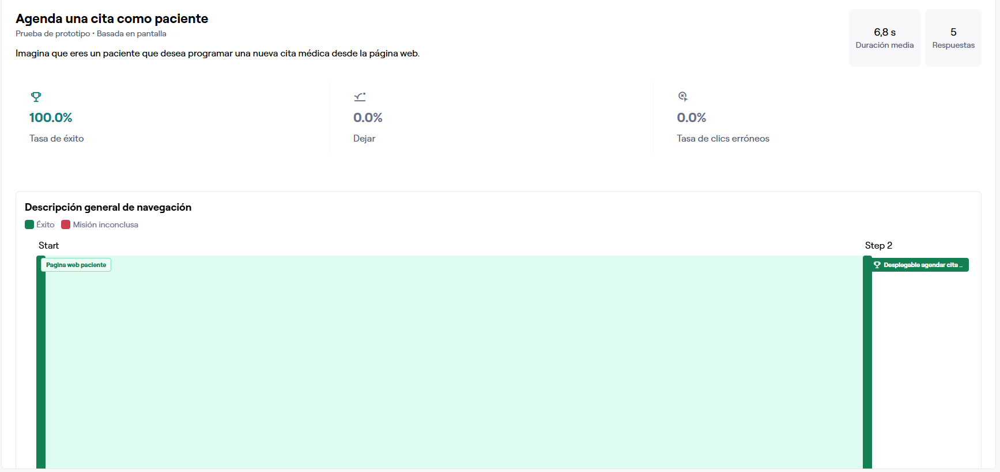 Agenda una cita como paciente
Prueba de prototipo • Basada en pantalla
Imagina que eres un paciente que desea programar una nueva cita médica desde la página web.
6,8 s
Duración media
5
Respuestas
100.0%
Tasa de éxito
0.0%
Dejar
0.0%
Tasa de clics erróneos
Descripción general de navegación
Éxito
Misión inconclusa
Start
Step 2
Pagina web paciente
Desplegable agendar cita ...